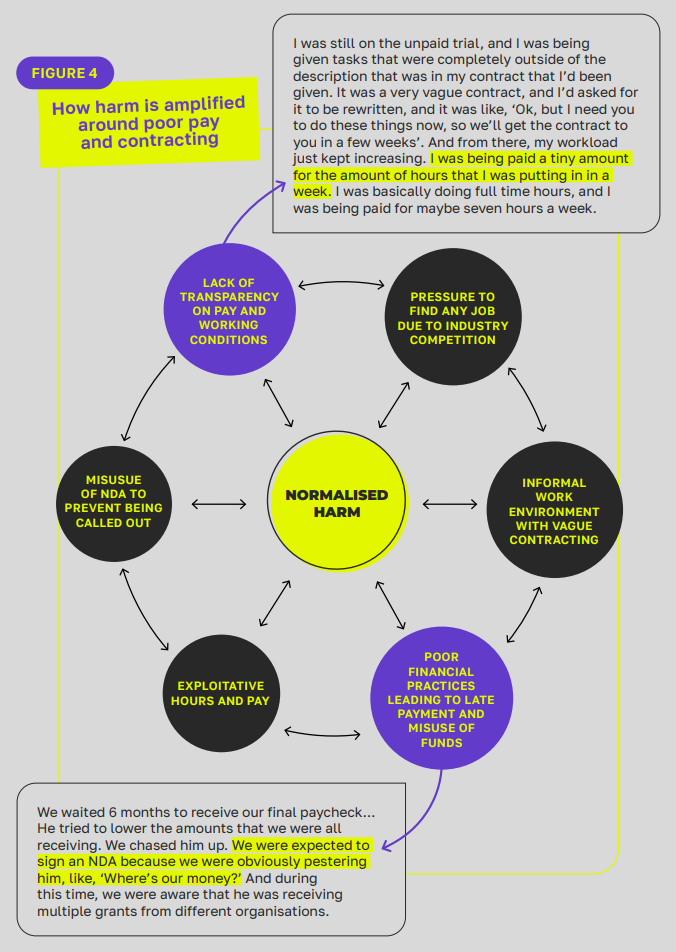 FIGURE 4
How harm is amplified
around poor pay
and contracting
I was still on the unpaid trial, and I was being
given tasks that were completely outside of the
description that was in my contract that I’d been
given. It was a very vague contract, and I’d asked for
it to be rewritten, and it was like, ‘Ok, but I need you
to do these things now, so we’ll get the contract to
you in a few weeks’. And from there, my workload
just kept increasing. I was being paid a tiny amount
for the amount of hours that I was putting in in a
week. I was basically doing full time hours, and I
was being paid for maybe seven hours a week.
LACK OF
TRANSPARENCY
ON PAY AND
WORKING
CONDITIONS
PRESSURE TO
FIND ANY JOB
DUE TO INDUSTRY
COMPETITION
MISUSUE
OF NDA TO
PREVENT BEING
CALLED OUT
NORMALISED
HARM
INFORMAL
WORK
ENVIRONMENT
WITH VAGUE
CONTRACTING
EXPLOITATIVE
HOURS AND PAY
POOR
FINANCIAL
PRACTICES
LEADING TO LATE
PAYMENT AND
MISUSE OF
FUNDS
We waited 6 months to receive our final paycheck...
He tried to lower the amounts that we were all
receiving. We chased him up. We were expected to
sign an NDA because we were obviously pestering
him, like, ‘Where’s our money?’ And during
this time, we were aware that he was receiving
multiple grants from different organisations.